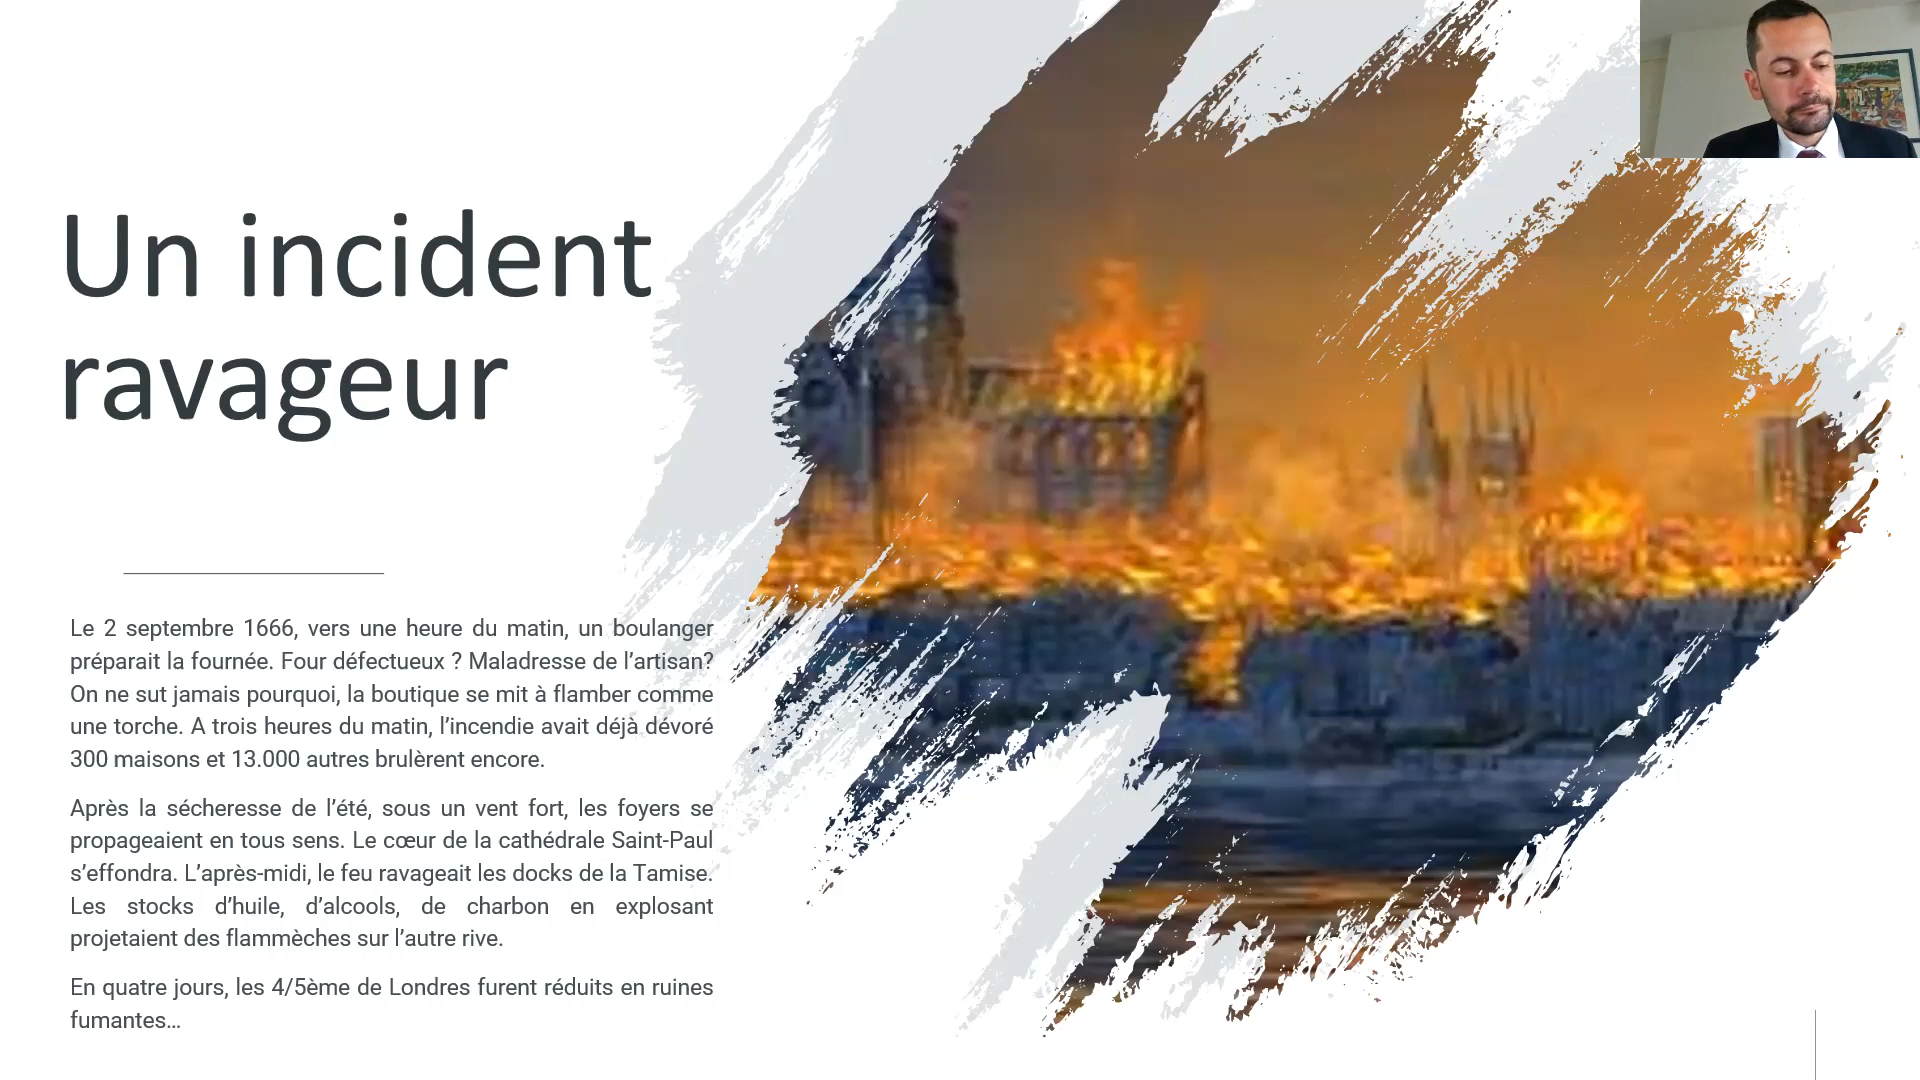 Un incident
ravageur
Le 2 septembre 1666, vers une heure du matin, un boulanger
préparait la fournée. Four défectueux ? Maladresse de l’artisan?
On ne sut jamais pourquoi, la boutique se mit à flamber comme
une torche. A trois heures du matin, l’incendie avait déjà dévoré
300 maisons et 13.000 autres brulèrent encore.
Après la sécheresse de l’été, sous un vent fort, les foyers se
propageaient en tous sens. Le cœur de la cathédrale Saint-Paul
s’effondra. L’après-midi, le feu ravageait les docks de la Tamise.
Les stocks d’huile, d’alcools, de charbon en explosant
projetaient des flammèches sur l’autre rive.
En quatre jours, les 4/5ème de Londres furent réduits en ruines
fumantes…